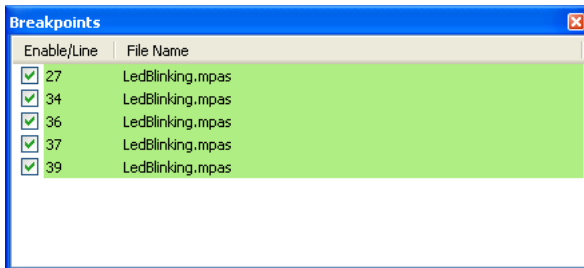 Breakpoints
Enable/Line File Name
27 LedBlinking.mpas
34 LedBlinking.mpas
36 LedBlinking.mpas
37 LedBlinking.mpas
39 LedBlinking.mpas